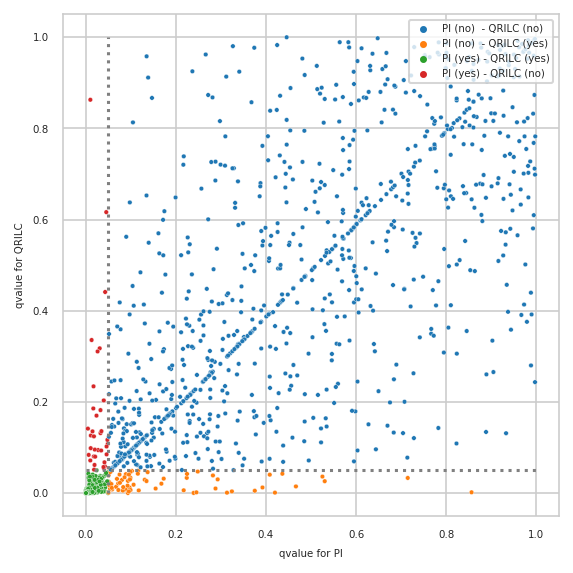 PI (no)  - QRILC (no)
PI (no) - QRILC (yes)
PI (yes) - QRILC (yes)
PI (yes) - QRILC (no)
1.0
0.8
0.6
0.4
0.2
0.0
qvalue for QRILC
0.0 0.2 0.4 0.6 0.8 1.0
qvalue for PI